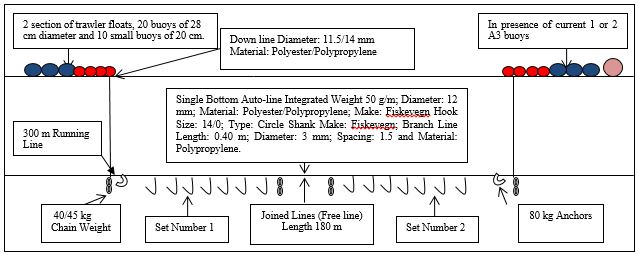 2 section of trawler floats, 20 buoys of 28
cm diameter and 10 small buoys of 20 cm.
Down line Diameter: 11.5/14 mm
Material: Polyester/Polypropylene
In presence of current 1 or 2
A3 buoys
Single Bottom Auto-line Integrated Weight 50 g/m; Diameter: 12
mm; Material: Polyester/Polypropylene; Make: Fiskevegn Hook
Size: 14/0; Type: Circle Shank Make: Fiskevegn; Branch Line
Length: 0.40 m; Diameter: 3 mm; Spacing: 1.5 and Material:
Polypropylene.
300 m Running
Line
40/45 kg
Chain Weight
Set Number 1
Joined Lines (Free line)
Length 180 m
Set Number 2
80 kg Anchors